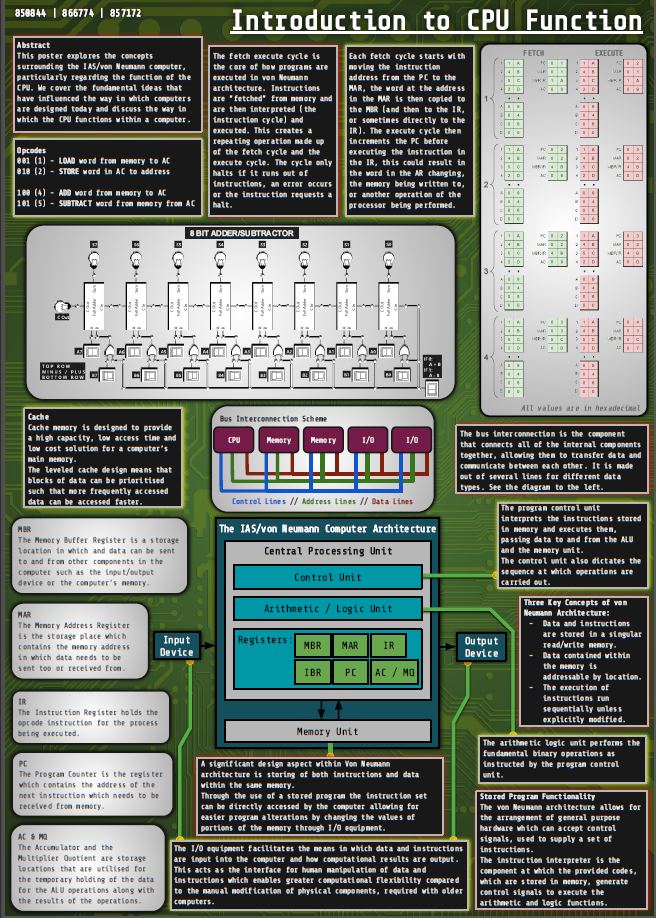 850844 | 866774 | 857172
Introduction to CPU Function
Abstract
This poster explores the concepts
surrounding the IAS/von Neumann computer,
particularly regarding the function of the
CPU. We cover the fundamental ideas that
have influenced the way in which computers
are designed today and discuss the way in
which the CPU functions within a computer.
Opcodes
001 (1) - LOAD word from memory to AC
010 (2) - STORE word in AC to address
100 (4) - ADD word from memory to AC
101 (5) - SUBTRACT word from memory from AC
The fetch execute cycle is
the core of how programs are
executed in von Neumann
architecture. Instructions
are "fetched" from memory and
are then interpreted (the
instruction cycle) and
executed. This creates a
repeating operation made up
of the fetch cycle and the
execute cycle. The cycle only
halts if it runs out of
instructions, an error occurs
or the instruction requests a
halt.
Each fetch cycle starts with
moving the instruction
address from the PC to the
MAR, the word at the address
in the MAR is then copied to
the MBR (and then to the IR,
or sometimes directly to the
IR). The execute cycle then
increments the PC before
executing the instruction in
the IR, this could result in
the word in the AR changing,
the memory being written to,
or another operation of the
processor being performed.
FETCH
EXECUTE
1
2
3
4
All values are in hexadecimal
8 BIT ADDER/SUBTRACTOR
S7 S6 S5 S4 S3 S2 S1 S0
C Out
A7 A6 A5 A4 A3 A2 A1 A0
B7 B6 B5 B4 B3 B2 B1 B0
TOP ROW
MINUS / PLUS
BOTTOM ROW
Cache
Cache memory is designed to provide
a high capacity, low access time and
low cost solution for a computer's
main memory.
The leveled cache design means that
blocks of data can be prioritised
such that more frequently accessed
data can be accessed faster.
Bus Interconnection Scheme
CPU Memory Memory I/O I/O
Control Lines // Address Lines // Data Lines
The bus interconnection is the component
that connects all of the internal components
together, allowing them to transfer data and
communicate between each other. It is made
out of several lines for different data
types. See the diagram to the left.
MBR
The Memory Buffer Register is a storage
location in which and data can be sent
to and from other components in the
computer such as the input/output
device or the computer's memory.
MAR
The Memory Address Register
is the storage place which
contains the memory address
in which data needs to be
sent too or received from.
IR
The Instruction Register holds the
opcode instruction for the process
being executed.
PC
The Program Counter is the register
which contains the address of the
next instruction which needs to be
received from memory.
AC & MQ
The Accumulator and the
Multiplier Quotient are storage
locations that are utilised for
the temporary holding of the data
for the ALU operations along with
the results of the operations.
The IAS/von Neumann Computer Architecture
Central Processing Unit
Control Unit
Arithmetic / Logic Unit
Registers:
MBR MAR IR
IBR PC AC / MQ
Memory Unit
Input
Device
Output
Device
The program control unit
interprets the instructions stored
in memory and executes them,
passing data to and from the ALU
and the memory unit.
The control unit also dictates the
sequence at which operations are
carried out.
Three Key Concepts of von
Neumann Architecture:
- Data and instructions
are stored in a singular
read/write memory.
- Data contained within
the memory is
addressable by location.
- The execution of
instructions run
sequentially unless
explicitly modified.
The arithmetic logic unit performs the
fundamental binary operations as
instructed by the program control
unit.
A significant design aspect within Von Neumann
architecture is storing of both instructions and data
within the same memory.
Through the use of a stored program the instruction set
can be directly accessed by the computer allowing for
easier program alterations by changing the values of
portions of the memory through I/O equipment.
The I/O equipment facilitates the means in which data and instructions
are input into the computer and how computational results are output.
This acts as the interface for human manipulation of data and
instructions which enables greater computational flexibility compared
to the manual modification of physical components, required with older
computers.
Stored Program Functionality
The von Neumann architecture allows for
the arrangement of general purpose
hardware which can accept control
signals, used to supply a set of
instructions.
The instruction interpreter is the
component at which the provided codes,
which are stored in memory, generate
control signals to execute the
arithmetic and logic functions.